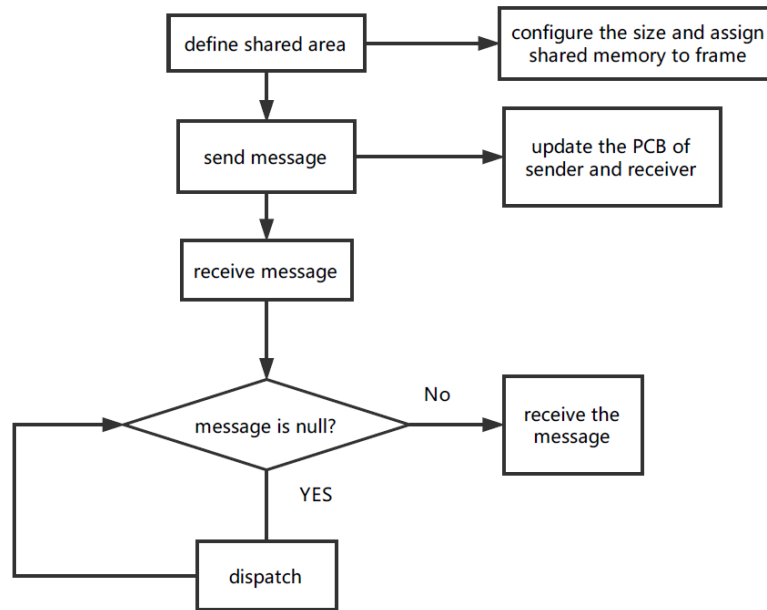 define shared area
configure the size and assign
shared memory to frame
send message
update the PCB of
sender and receiver
receive message
message is null?
No
receive the
message
YES
dispatch